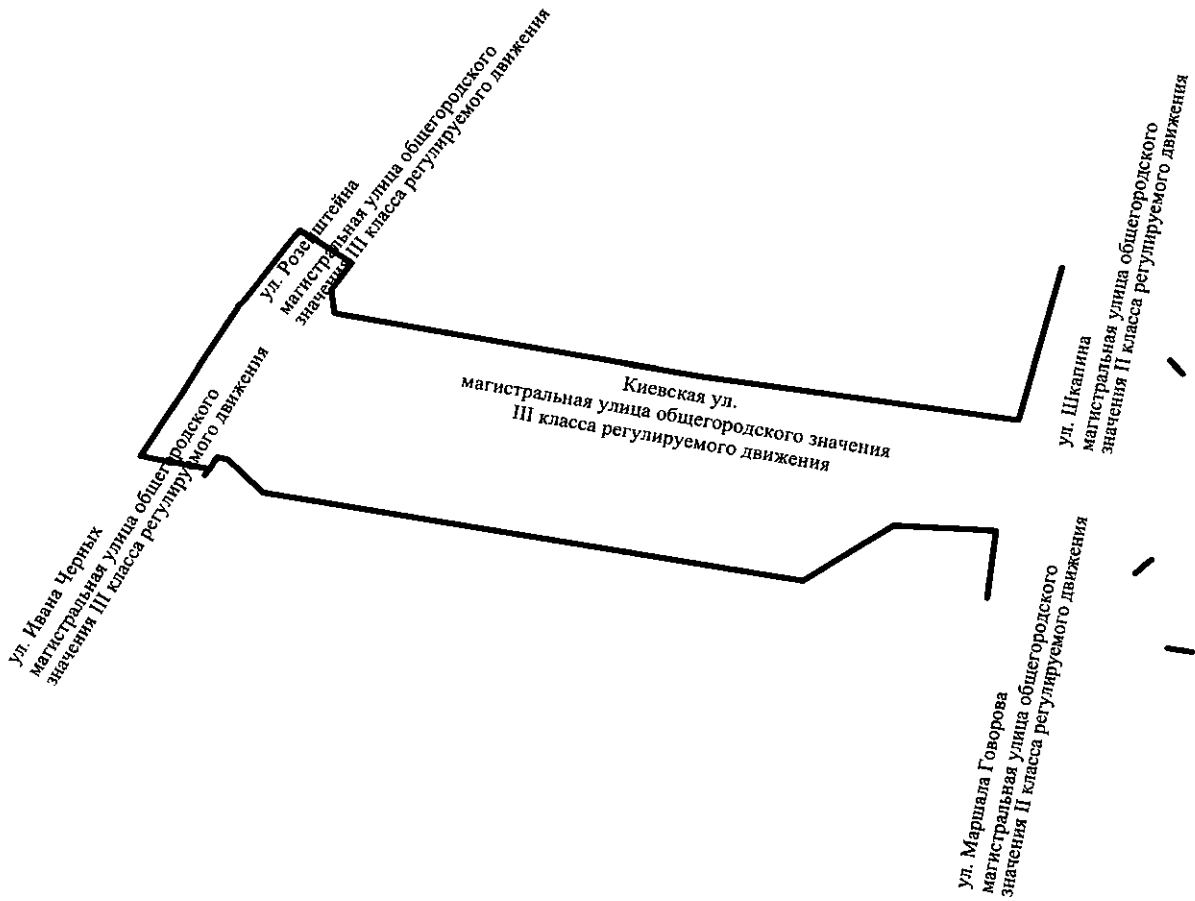 ул. Розенштейна
магистральная улица общегородского
значения III класса регулируемого движения
ул. Ивана Черных
магистральная улица общегородского
значения III класса регулируемого движения
Киевская ул.
магистральная улица общегородского значения
III класса регулируемого движения
ул. Шкапина
магистральная улица общегородского
значения II класса регулируемого движения
ул. Маршала Говорова
магистральная улица общегородского
значения II класса регулируемого движения